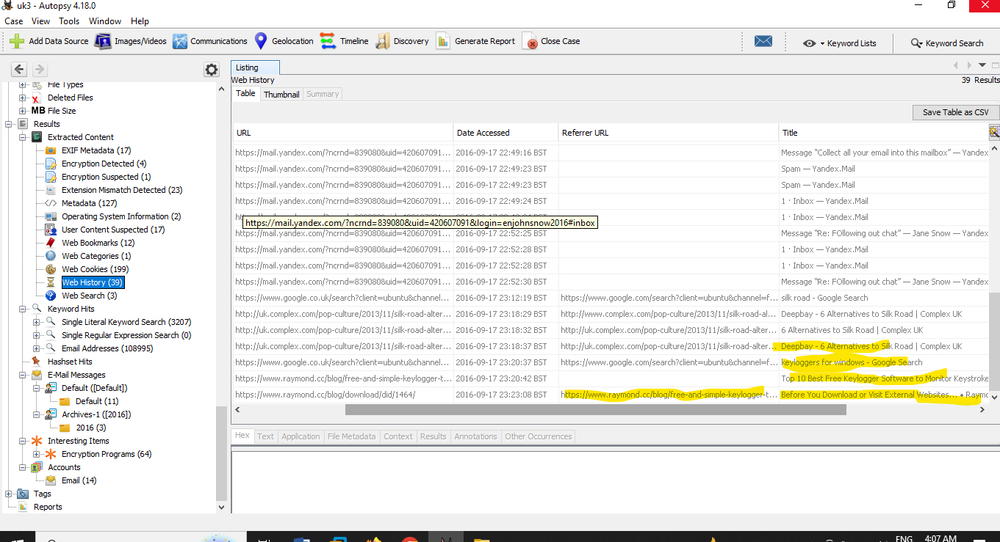 uk3 - Autopsy 4.18.0
Case View Tools Window Help
Add Data Source Images/Videos Communications Geolocation Timeline Discovery Generate Report Close Case Keyword Lists Keyword Search
Listing
Web History 39 Results
Table Thumbnail Summary
Save Table as CSV
File Types
Deleted Files
MB File Size
Results
Extracted Content
EXIF Metadata (17)
Encryption Detected (4)
Encryption Suspected (1)
Extension Mismatch Detected (23)
Metadata (127)
Operating System Information (2)
User Content Suspected (17)
Web Bookmarks (12)
Web Categories (1)
Web Cookies (199)
Web History (39)
Web Search (3)
Keyword Hits
Single Literal Keyword Search (3207)
Single Regular Expression Search (0)
Email Addresses (108995)
Hashset Hits
E-Mail Messages
Default ([Default])
Default (11)
Archives-1 ([2016])
2016 (3)
Interesting Items
Encryption Programs (64)
Accounts
Email (14)
Tags
Reports
URL Date Accessed Referrer URL Title
https://mail.yandex.com/?ncrnd=839080&uid=420607091... 2016-09-17 22:49:16 BST Message "Collect all your email into this mailbox" — Yandex
https://mail.yandex.com/?ncrnd=839080&uid=420607091... 2016-09-17 22:49:23 BST Spam — Yandex.Mail
https://mail.yandex.com/?ncrnd=839080&uid=420607091... 2016-09-17 22:49:23 BST Spam — Yandex.Mail
https://mail.yandex.com/?ncrnd=839080&uid=420607091... 2016-09-17 22:49:24 BST 1 · Inbox — Yandex.Mail
1 · Inbox — Yandex.Mail
https://mail.yandex.com/?ncrnd=839080&uid=420607091&login=enjohnsnow2016#inbox
https://mail.yandex.com/?ncrnd=839080&uid=420607091... 2016-09-17 22:52:25 BST Message "Re: FOllowing out chat" — Jane Snow — Yandex
https://mail.yandex.com/?ncrnd=839080&uid=420607091... 2016-09-17 22:52:28 BST 1 · Inbox — Yandex.Mail
https://mail.yandex.com/?ncrnd=839080&uid=420607091... 2016-09-17 22:52:28 BST 1 · Inbox — Yandex.Mail
https://mail.yandex.com/?ncrnd=839080&uid=420607091... 2016-09-17 22:52:30 BST Message "Re: FOllowing out chat" — Jane Snow — Yandex
https://www.google.co.uk/search?client=ubuntu&channel... 2016-09-17 23:12:19 BST https://www.google.com/search?client=ubuntu&channel=f... silk road - Google Search
http://uk.complex.com/pop-culture/2013/11/silk-road-alter... 2016-09-17 23:18:29 BST http://www.complex.com/pop-culture/2013/11/silk-road-al... Deepbay - 6 Alternatives to Silk Road | Complex UK
http://uk.complex.com/pop-culture/2013/11/silk-road-alter... 2016-09-17 23:18:32 BST http://uk.complex.com/pop-culture/2013/11/silk-road-alter... 6 Alternatives to Silk Road | Complex UK
http://uk.complex.com/pop-culture/2013/11/silk-road-alter... 2016-09-17 23:18:37 BST http://uk.complex.com/pop-culture/2013/11/silk-road-alter... Deepbay - 6 Alternatives to Silk Road | Complex UK
https://www.google.co.uk/search?client=ubuntu&channel... 2016-09-17 23:20:37 BST https://www.google.com/search?client=ubuntu&channel=f... keyloggers for windows - Google Search
https://www.raymond.cc/blog/free-and-simple-keylogger-t... 2016-09-17 23:20:42 BST Top 10 Best Free Keylogger Software to Monitor Keystroke
https://www.raymond.cc/blog/download/did/1464/ 2016-09-17 23:23:08 BST https://www.raymond.cc/blog/free-and-simple-keylogger-t... Before You Download or Visit External Websites... • Raymo
Hex Text Application File Metadata Context Results Annotations Other Occurrences
ENG 4:07 AM